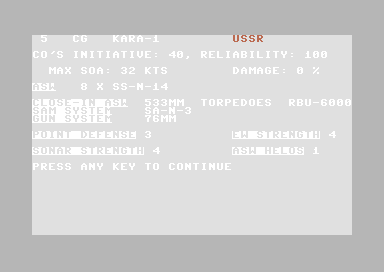 5 C6 KARA-1 USSR
CO'S INITIATIVE: 40, RELIABILITY: 100
MAX SOA: 32 KTS DAMAGE: 0 %
ASW 8 X SS-N-14
CLOSE-IN ASW 533MM TORPEDOES RBU-6000
SAM SYSTEM SA-N-3
GUN SYSTEM 76MM
POINT DEFENSE 3 EW STRENGTH 4
SONAR STRENGTH 4 ASW HELOS 1
PRESS ANY KEY TO CONTINUE